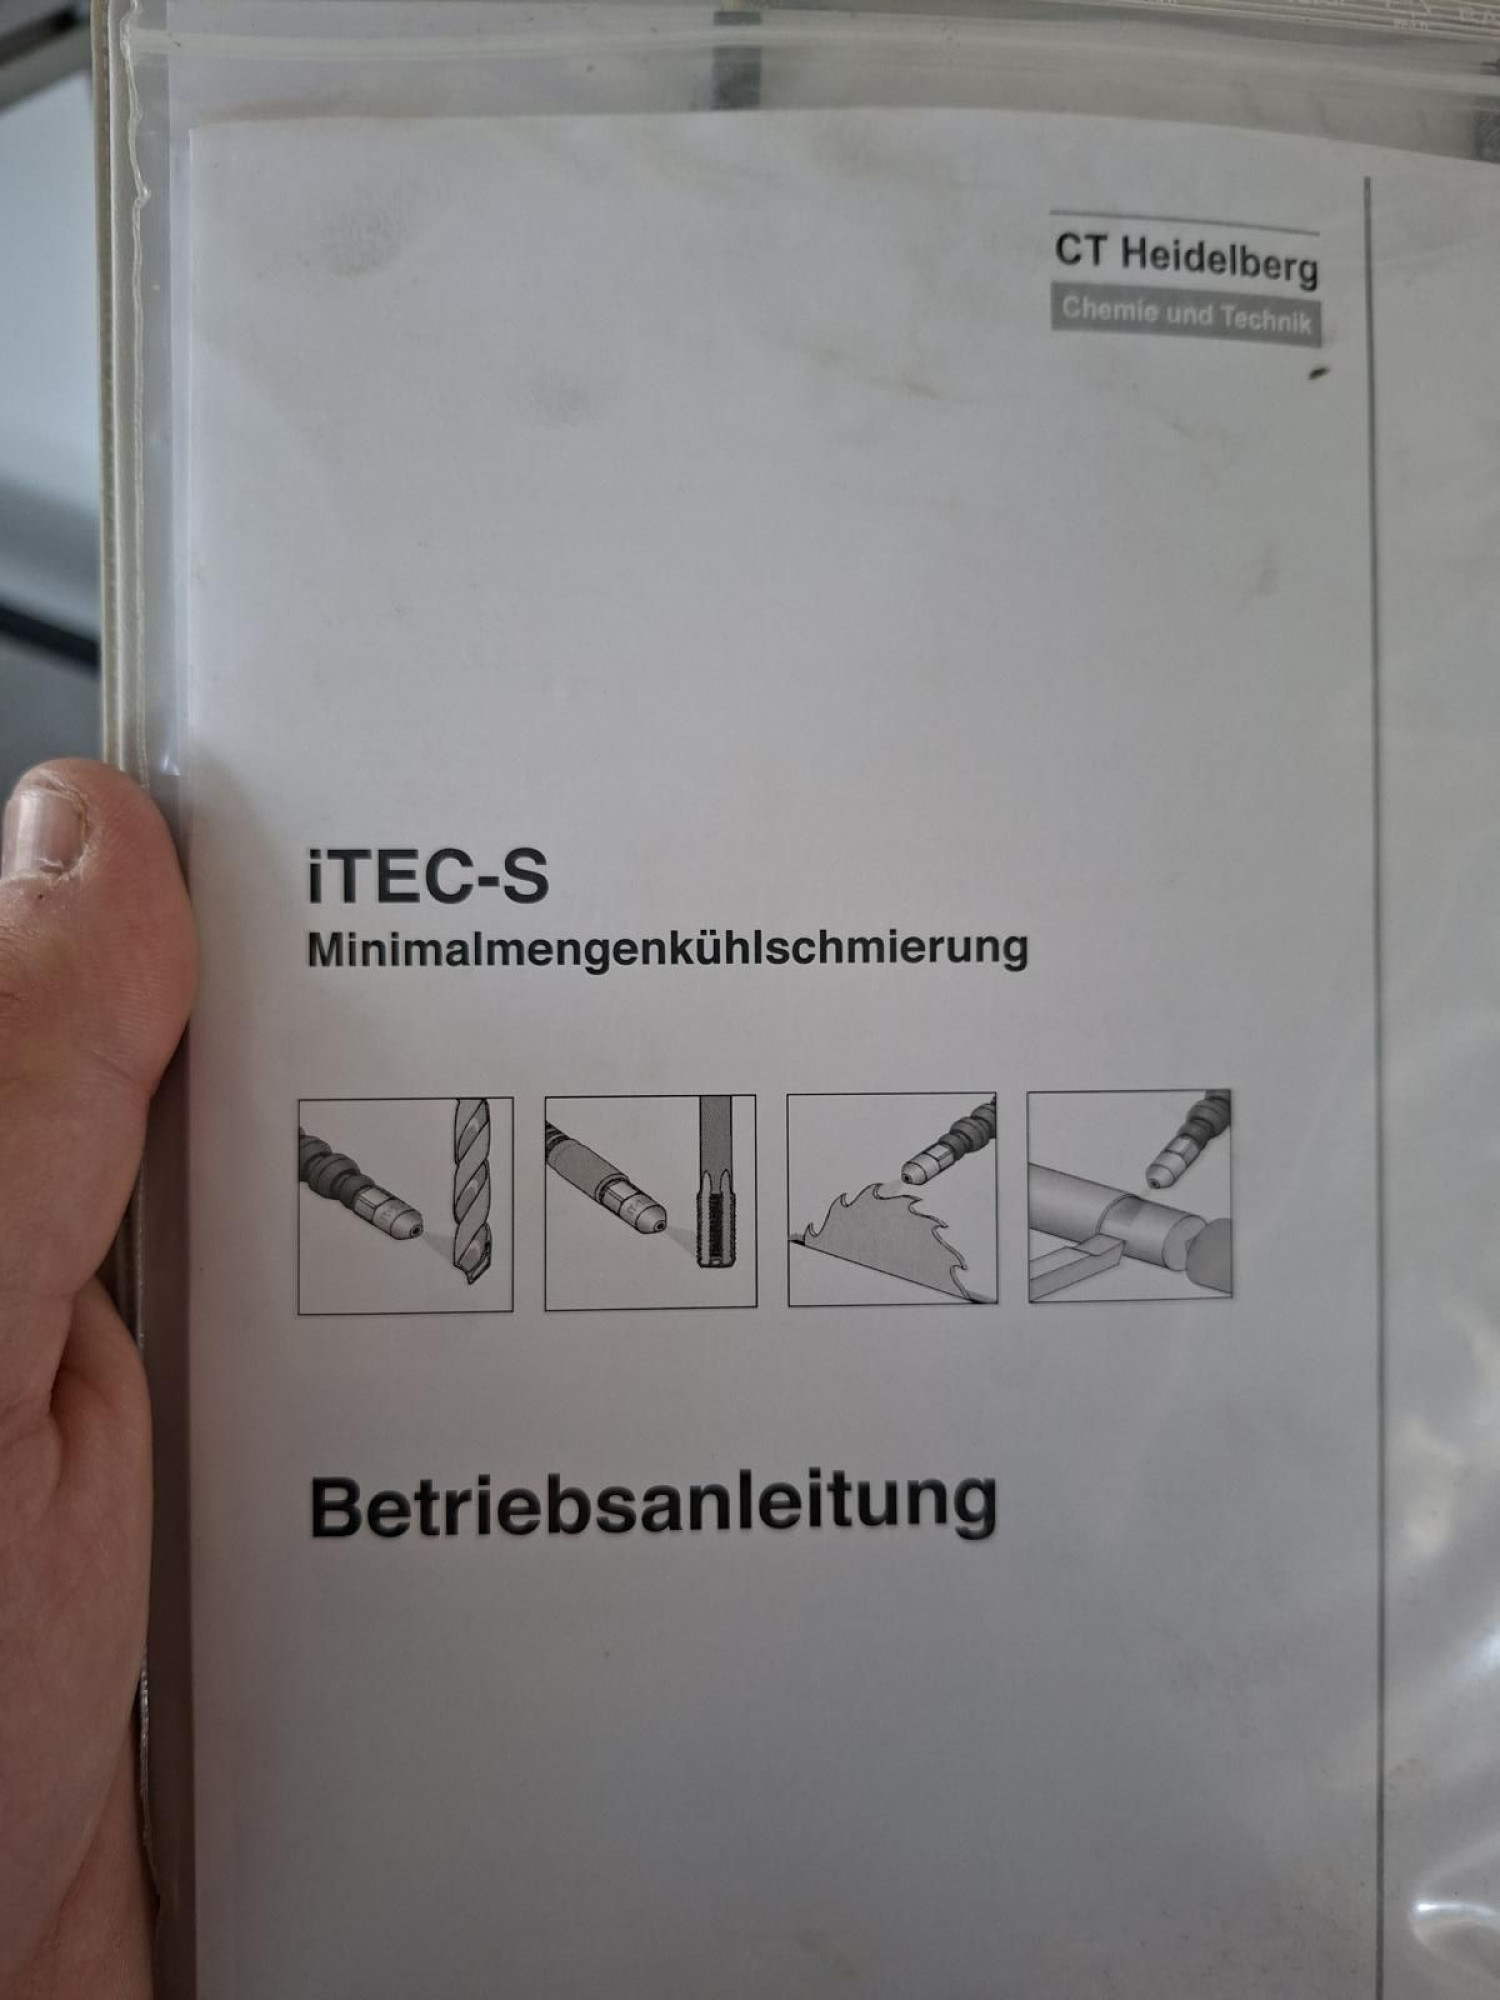 CT Heidelberg
Chemie und Technik
iTEC-S
Minimalmengenkühlschmierung
Betriebsanleitung